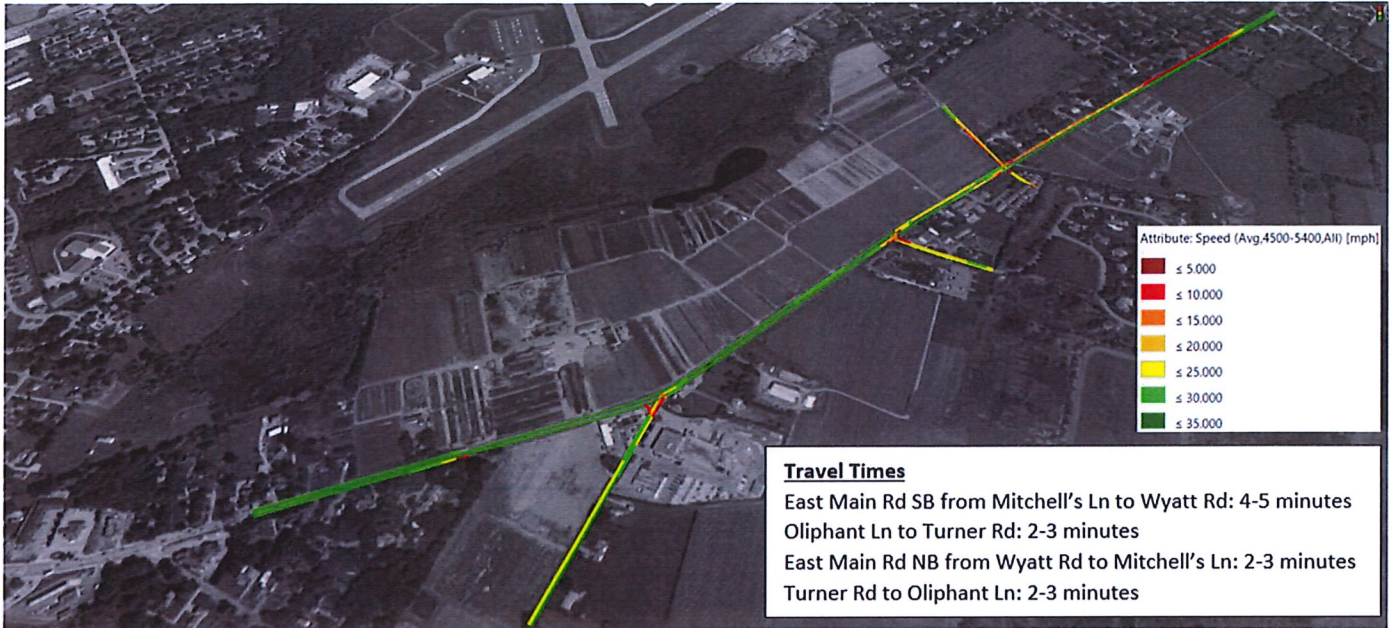 Attribute: Speed (Avg,4500-5400,All) [mph]
≤ 5.000
≤ 10.000
≤ 15.000
≤ 20.000
≤ 25.000
≤ 30.000
≤ 35.000
Travel Times
East Main Rd SB from Mitchell's Ln to Wyatt Rd: 4-5 minutes
Oliphant Ln to Turner Rd: 2-3 minutes
East Main Rd NB from Wyatt Rd to Mitchell's Ln: 2-3 minutes
Turner Rd to Oliphant Ln: 2-3 minutes